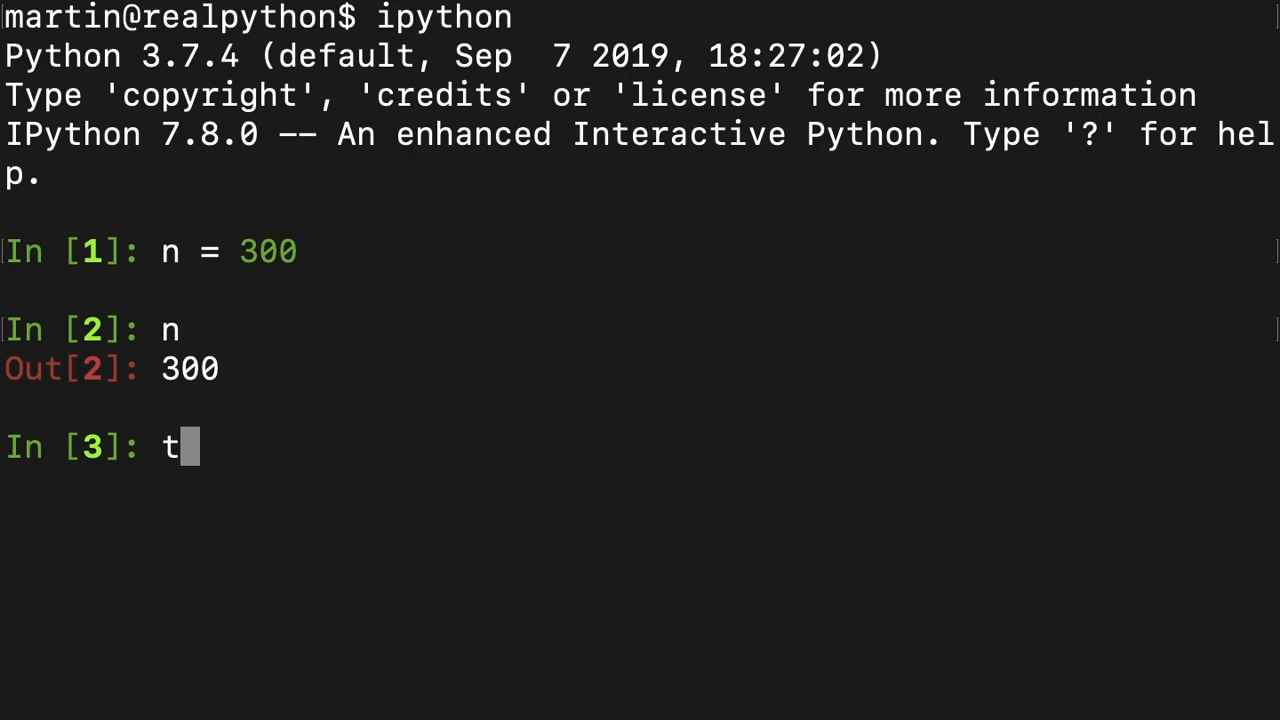 martin@realpython$ ipython
Python 3.7.4 (default, Sep  7 2019, 18:27:02)
Type 'copyright', 'credits' or 'license' for more information
IPython 7.8.0 -- An enhanced Interactive Python. Type '?' for hel
p.
In [1]: n = 300
In [2]: n
Out[2]: 300
In [3]: t